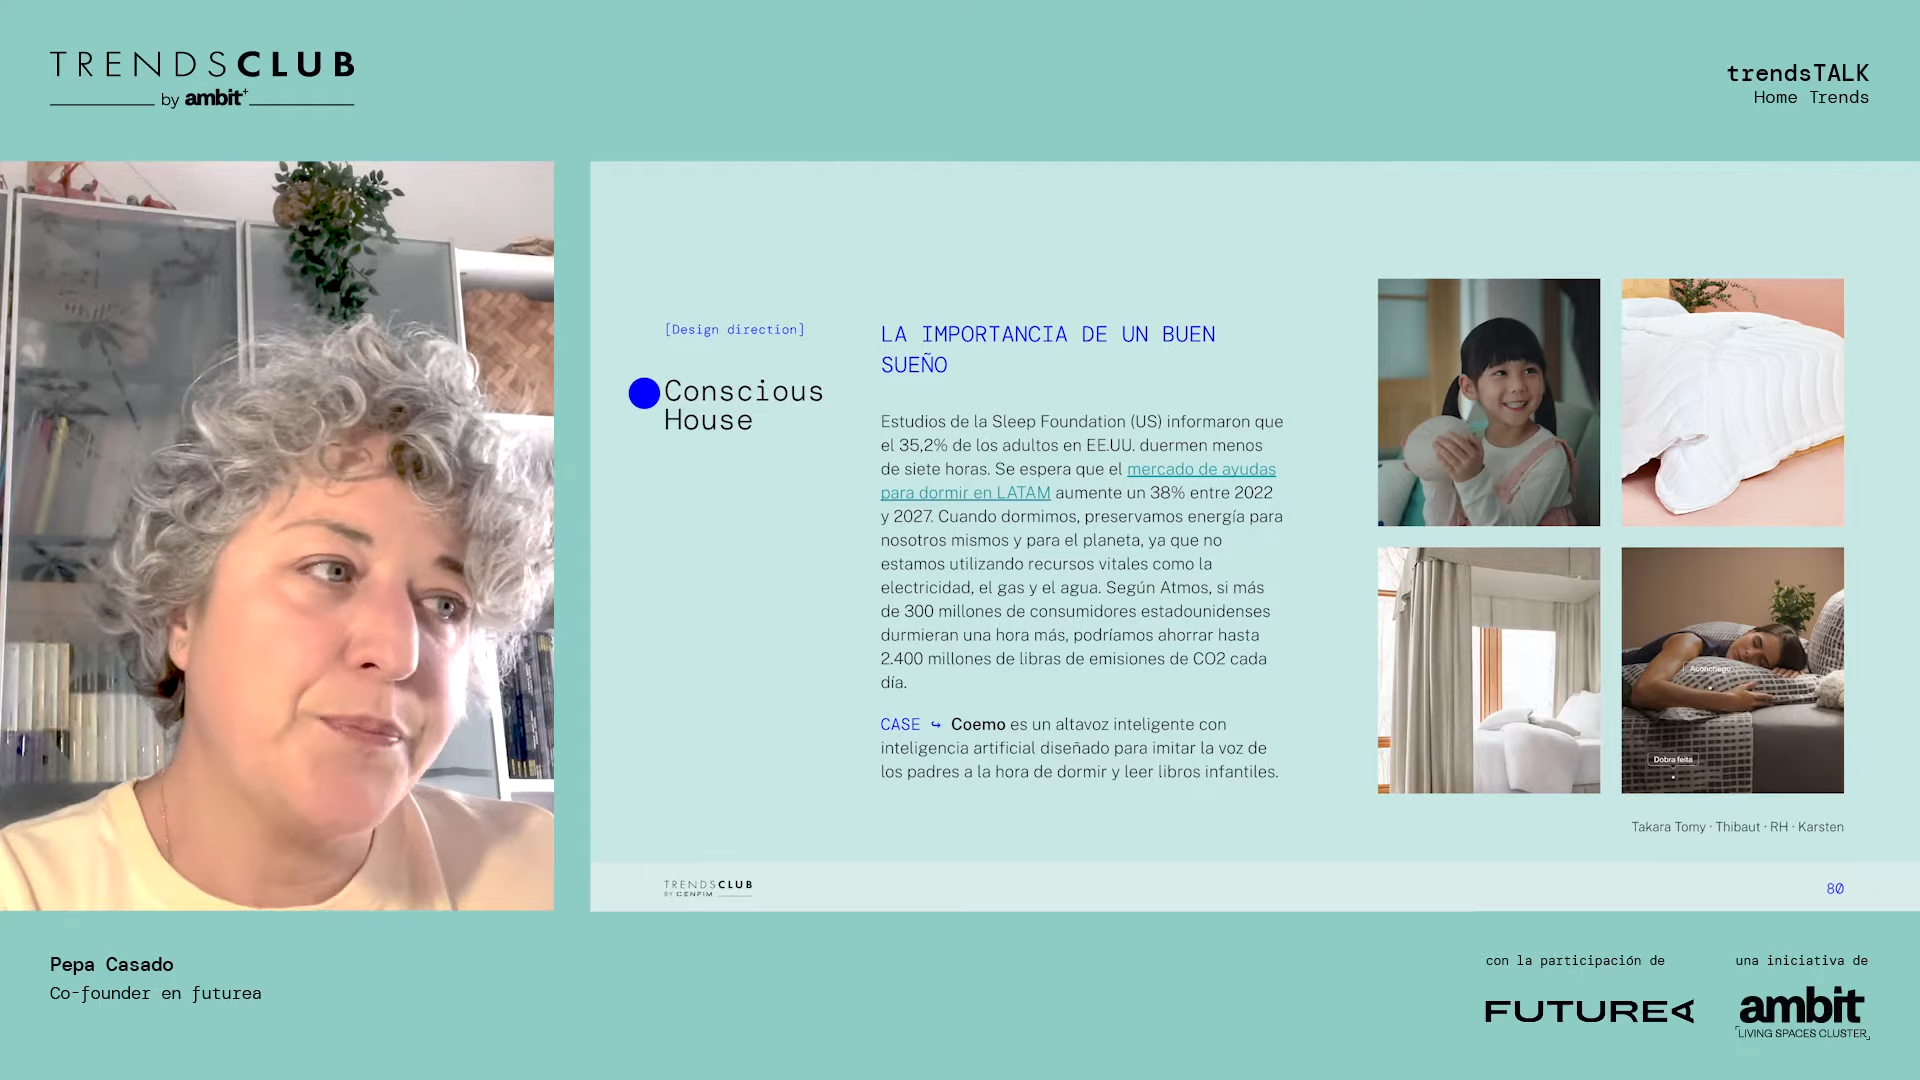 TRENDSCLUB
by ambit+
trendsTALK
Home Trends
[Design direction]
Conscious
House
LA IMPORTANCIA DE UN BUEN
SUEÑO
Estudios de la Sleep Foundation (US) informaron que
el 35,2% de los adultos en EE.UU. duermen menos
de siete horas. Se espera que el mercado de ayudas
para dormir en LATAM aumente un 38% entre 2022
y 2027. Cuando dormimos, preservamos energía para
nosotros mismos y para el planeta, ya que no
estamos utilizando recursos vitales como la
electricidad, el gas y el agua. Según Atmos, si más
de 300 millones de consumidores estadounidenses
durmieran una hora más, podríamos ahorrar hasta
2.400 millones de libras de emisiones de CO2 cada
día.
CASE ↪ Coemo es un altavoz inteligente con
inteligencia artificial diseñado para imitar la voz de
los padres a la hora de dormir y leer libros infantiles.
Aconchego
Dobra feita
Takara Tomy · Thibaut · RH · Karsten
TRENDSCLUB
BY CENFIM
80
Pepa Casado
Co-founder en futurea
con la participación de
FUTUREA
una iniciativa de
ambit
LIVING SPACES CLUSTER